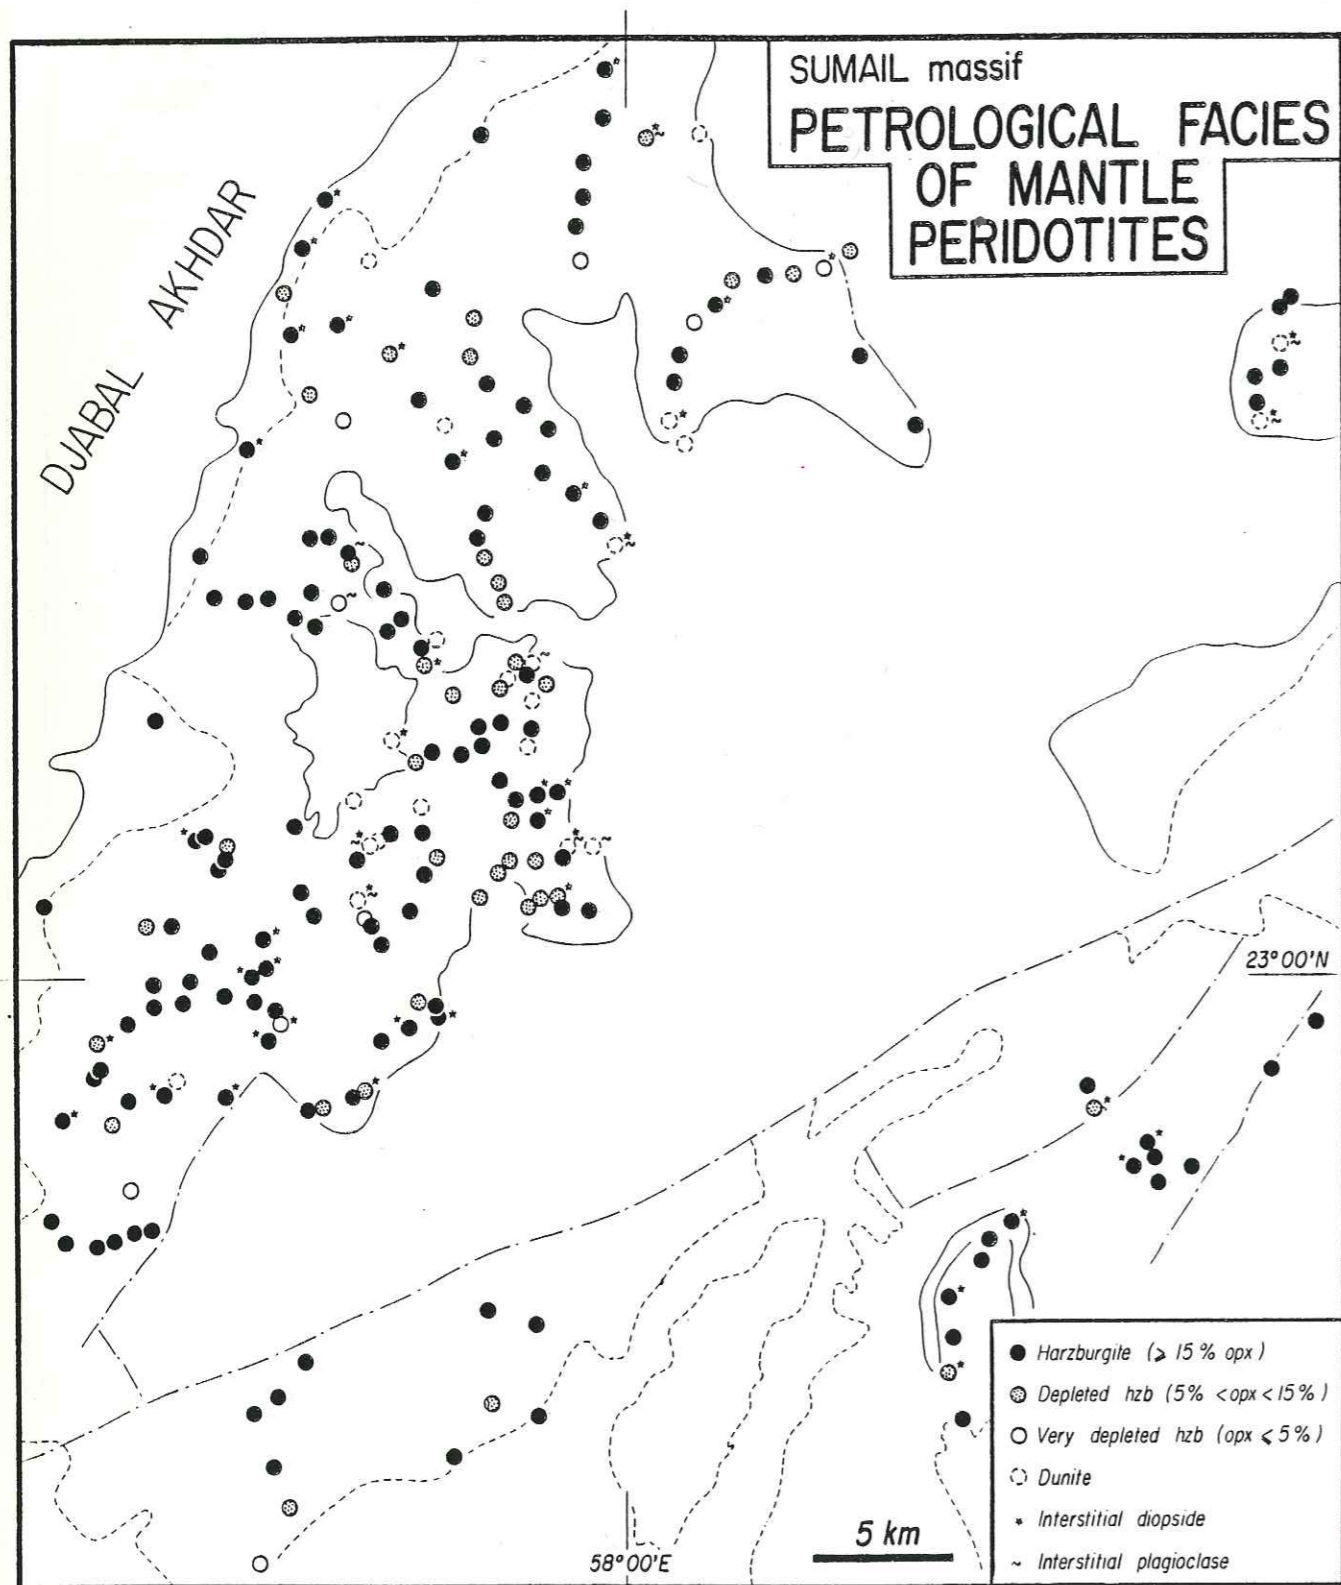 SUMAIL massif
PETROLOGICAL FACIES
OF MANTLE
PERIDOTITES
DJABAL AKHDAR
23°00'N
Harzburgite (⩾ 15% opx)
Depleted hzb (5% < opx < 15%)
Very depleted hzb (opx ⩽ 5%)
Dunite
* Interstitial diopside
~ Interstitial plagioclase
5 km
58°00'E